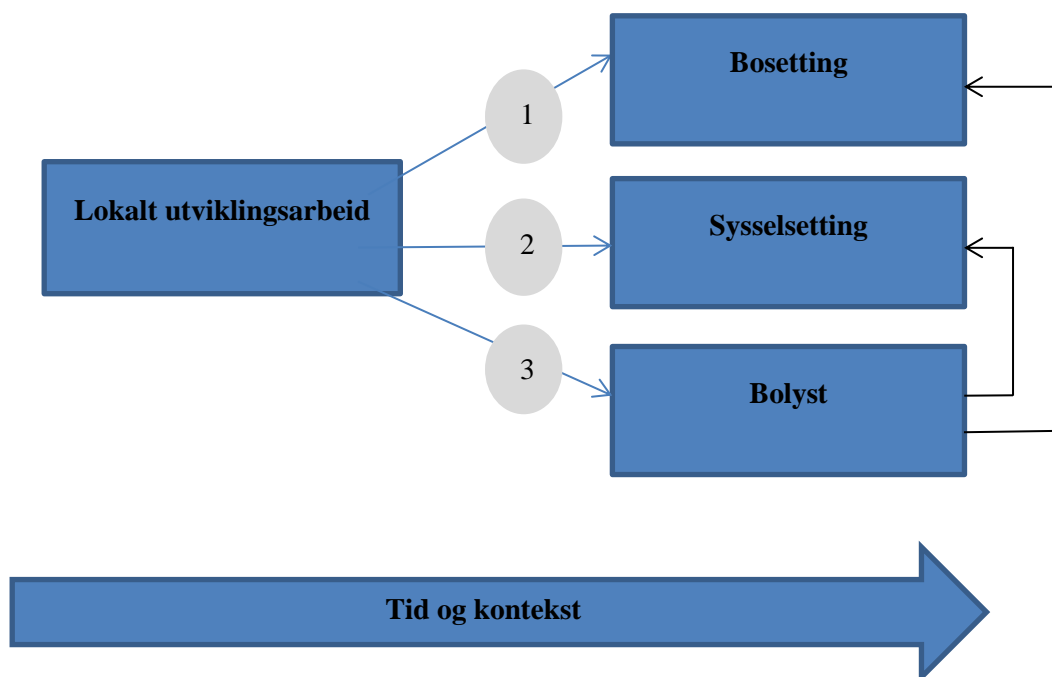 Bosetting
1
Lokalt utviklingsarbeid
Sysselsetting
2
3
Bolyst
Tid og kontekst